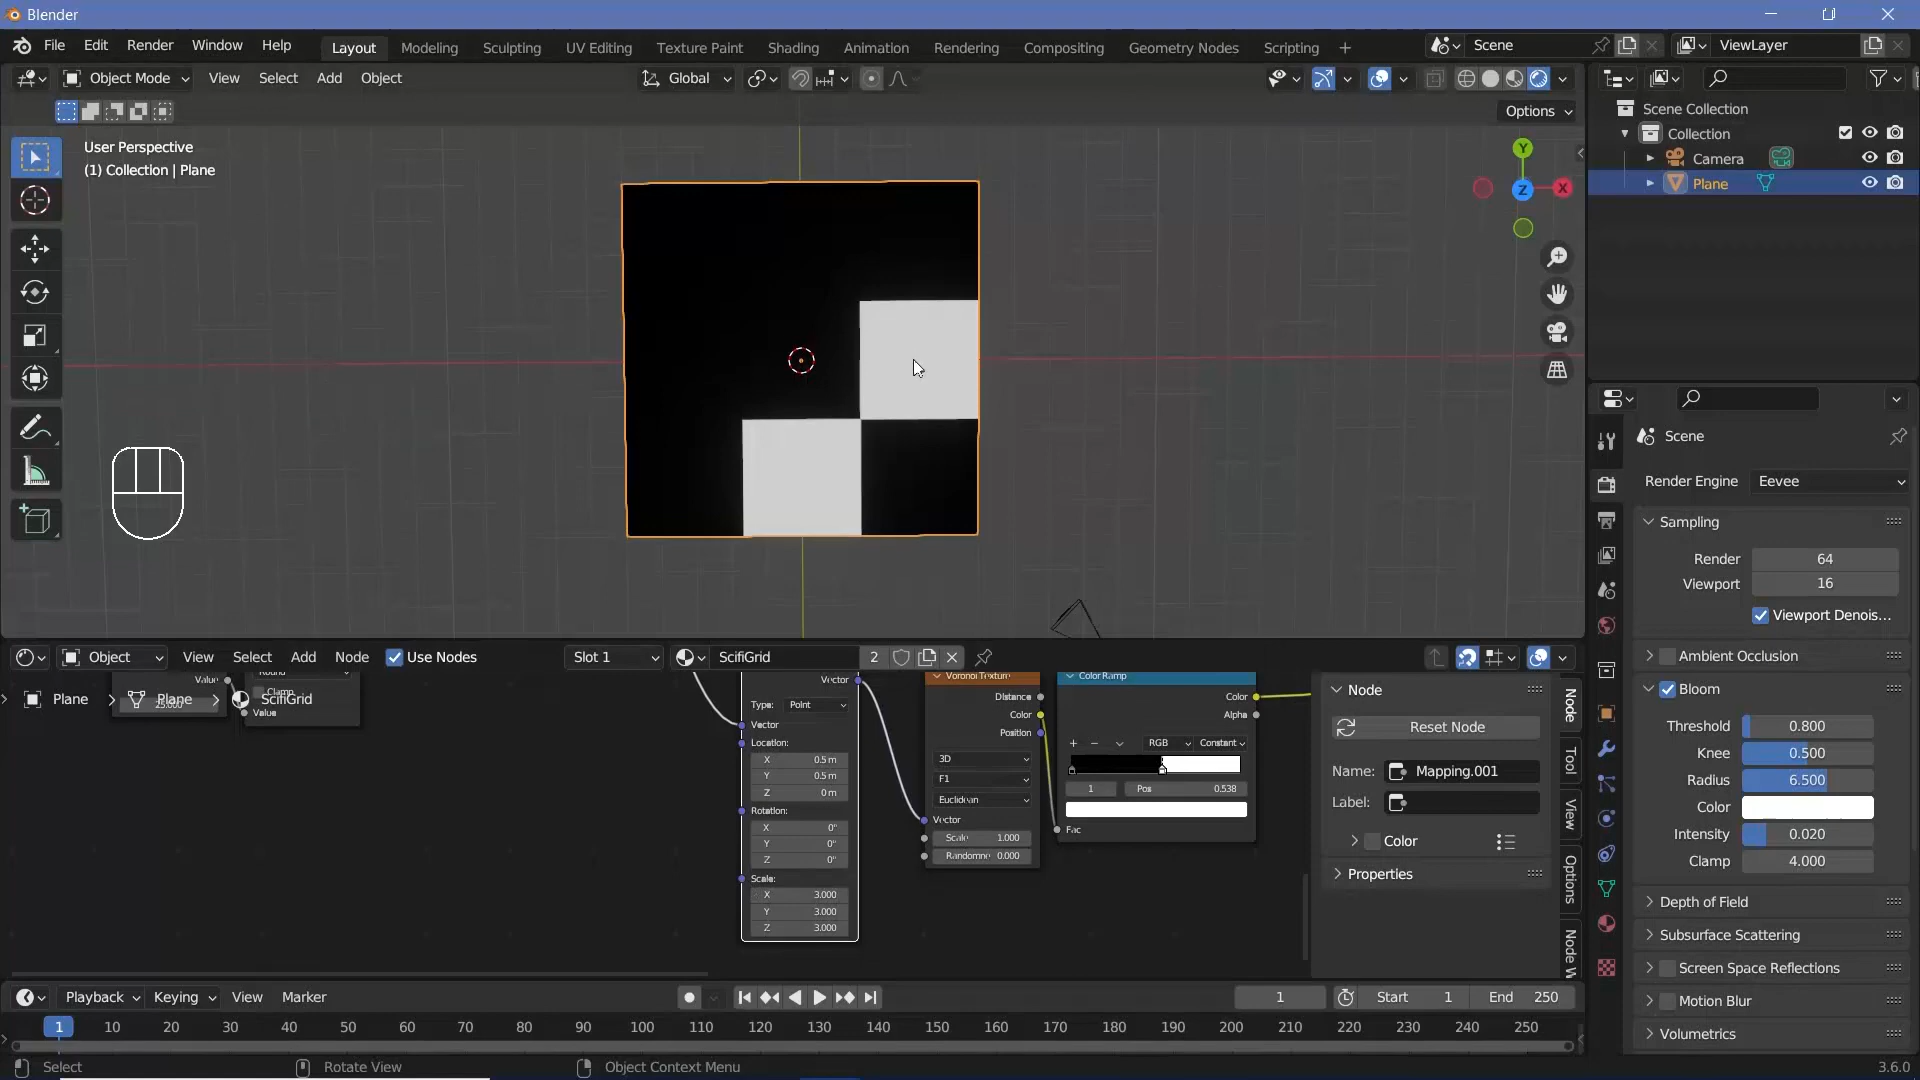 Blender
File Edit Render Window Help Layout Modeling Sculpting UV Editing Texture Paint Shading Animation Rendering Compositing Geometry Nodes Scripting + Scene ViewLayer
Object Mode View Select Add Object Global
Options
User Perspective
(1) Collection | Plane
Y
Z X
Scene Collection
Collection
Camera
Plane
Scene
Render Engine Eevee
Sampling
Render 64
Viewport 16
Viewport Denois...
Ambient Occlusion
Bloom
Threshold 0.800
Knee 0.500
Radius 6.500
Color
Intensity 0.020
Clamp 4.000
Depth of Field
Subsurface Scattering
Screen Space Reflections
Motion Blur
Volumetrics
Object View Select Add Node Use Nodes Slot 1 ScifiGrid 2
Plane > Plane > ScifiGrid
Value
Clamp
Value
Vector
Type: Point
Vector
Location:
X 0.5 m
Y 0.5 m
Z 0 m
Rotation:
X 0°
Y 0°
Z 0°
Scale:
X 3.000
Y 3.000
Z 3.000
Voronoi Texture
Distance
Color
Position
3D
F1
Euclidean
Vector
Scale 1.000
Randomne 0.000
Color Ramp
Color
Alpha
+ − RGB Constant
1 Pos 0.538
Fac
Node
Reset Node
Name: Mapping.001
Label:
Color
Properties
Node
Tool
View
Options
Node W
Playback Keying View Marker 1 Start 1 End 250
1 10 20 30 40 50 60 70 80 90 100 110 120 130 140 150 160 170 180 190 200 210 220 230 240 250
Select Rotate View Object Context Menu 3.6.0